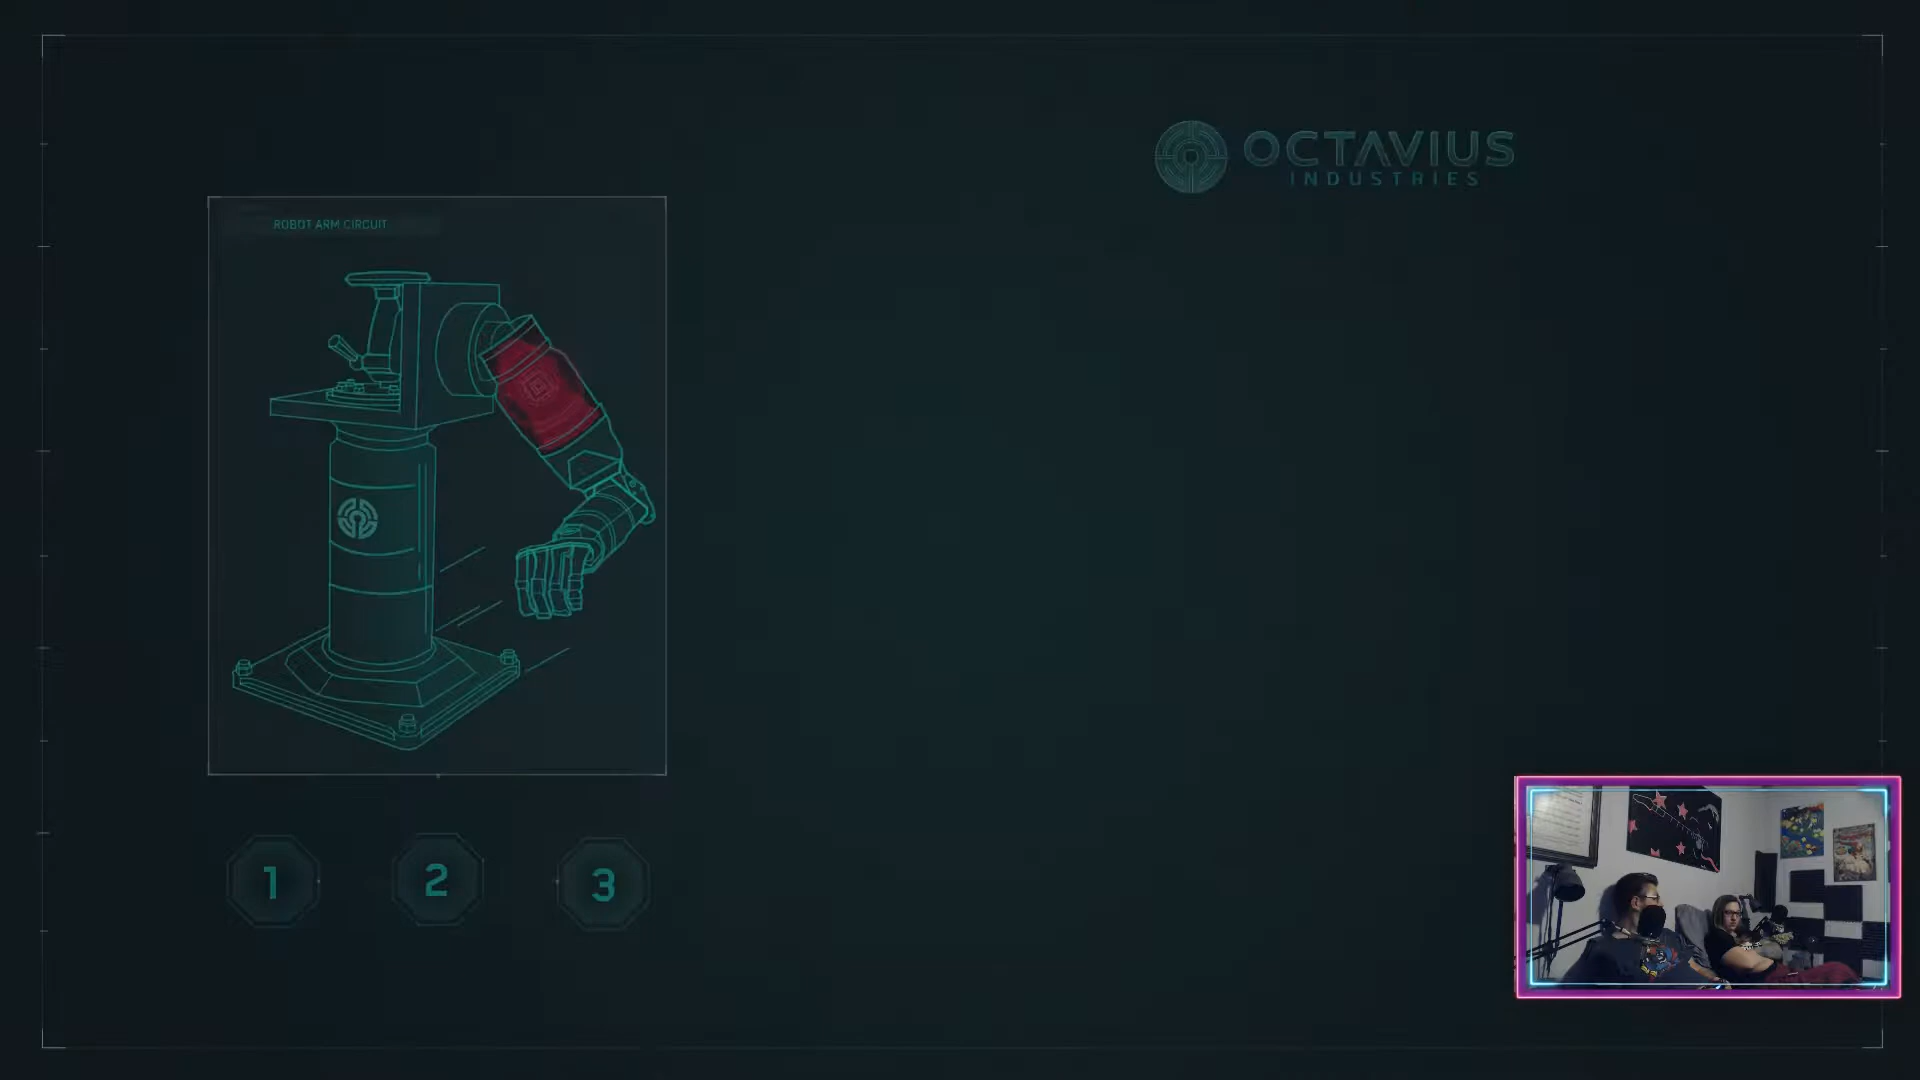 OCTAVIUS
INDUSTRIES
ROBOT ARM CIRCUIT
1
2
3